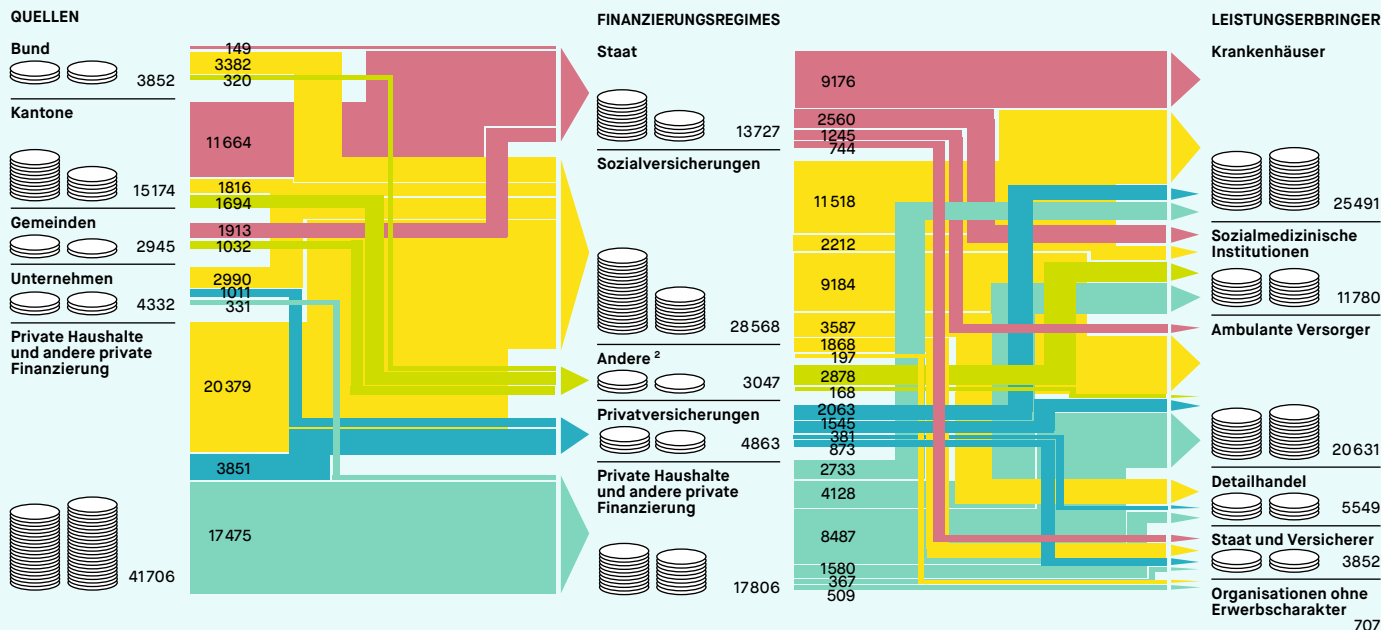 QUELLEN
Bund
3852
Kantone
15174
Gemeinden
2945
Unternehmen
4332
Private Haushalte
und andere private
Finanzierung
41706
149
3382
320
11664
1816
1694
1913
1032
2990
1011
331
20379
3851
17475
FINANZIERUNGSREGIMES
Staat
13727
Sozialversicherungen
28568
Andere ²
3047
Privatversicherungen
4863
Private Haushalte
und andere private
Finanzierung
17806
9176
2560
1245
744
11518
2212
9184
3587
1868
197
2878
168
2063
1545
381
873
2733
4128
8487
1580
367
509
LEISTUNGSERBRINGER
Krankenhäuser
25491
Sozialmedizinische
Institutionen
11780
Ambulante Versorger
20631
Detailhandel
5549
Staat und Versicherer
3852
Organisationen ohne
Erwerbscharakter
707